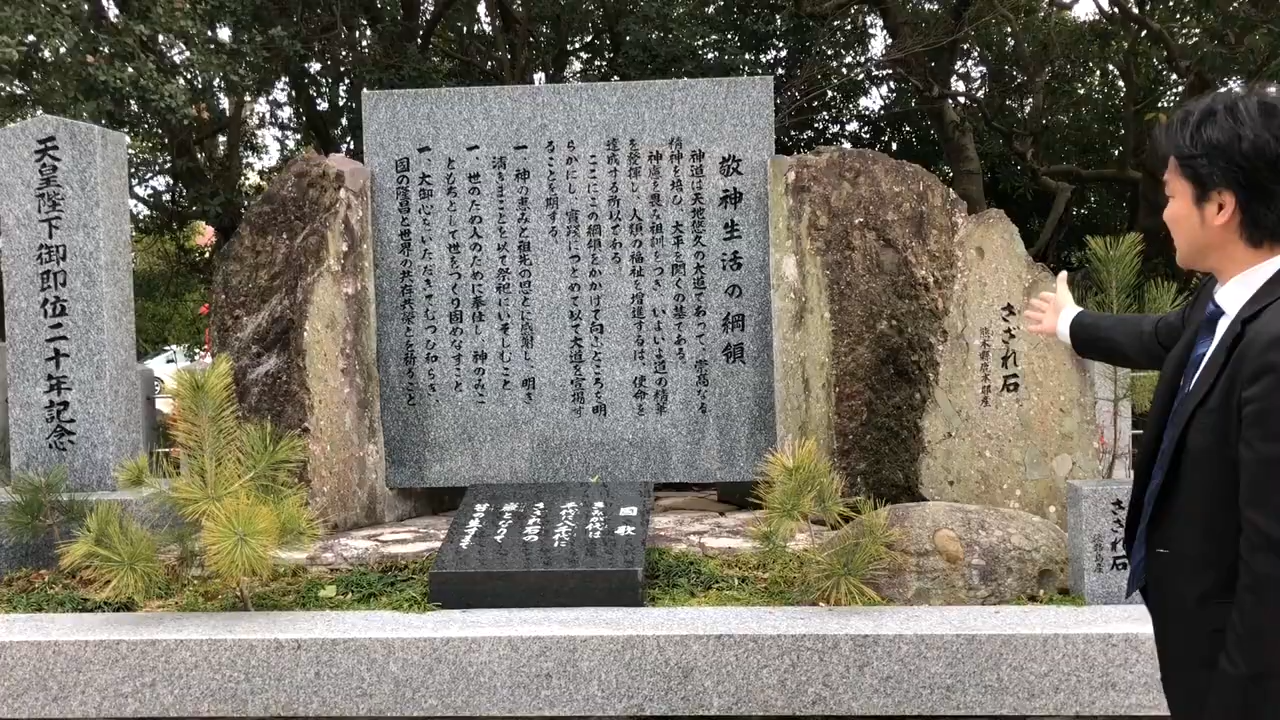 敬神生活の綱領
神道は天地悠久の大道であって、崇高なる
精神を培ひ、太平を開くの基である。
神慮を畏み祖訓をつぎ、いよいよ道の精華
を発揮し、人類の福祉を増進するは、使命を
達成する所以である。
ここにこの綱領をかかげて向ふところを明
らかにし、実践につとめて以て大道を宣揚す
ることを期する。
一、神の恵みと祖先の恩とに感謝し、明き
清きまことを以て祭祀にいそしむこと
一、世のため人のために奉仕し、神のみこ
ともちとして世をつくり固めなすこと
一、大御心をいただきてむつび和らぎ、
国の隆昌と世界の共存共栄とを祈ること
さざれ石
熊本県鹿本郡産
さざれ石
國歌
きみが代は
千代に八千代に
さざれ石の
巌となりて
苔の生すまで
天皇陛下御即位二十年記念